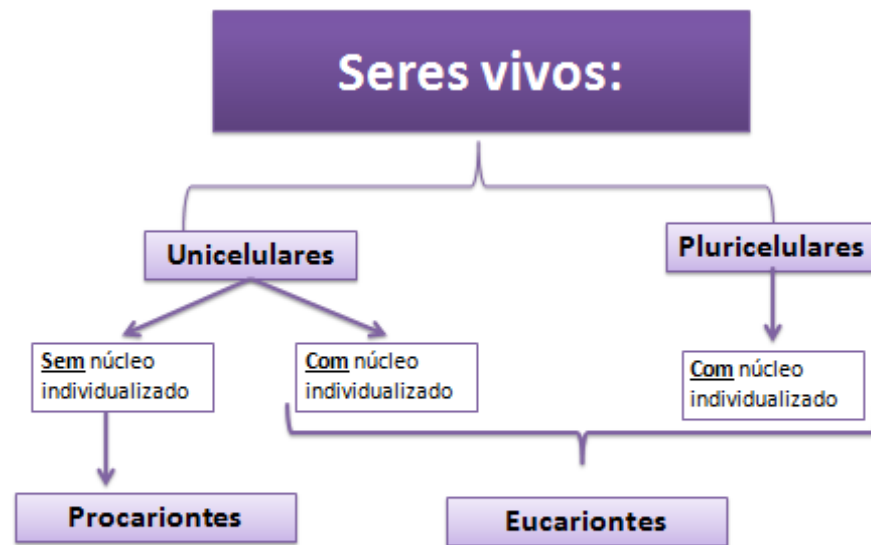 Seres vivos:
Unicelulares
Pluricelulares
Sem núcleo
individualizado
Com núcleo
individualizado
Com núcleo
individualizado
Procariontes
Eucariontes